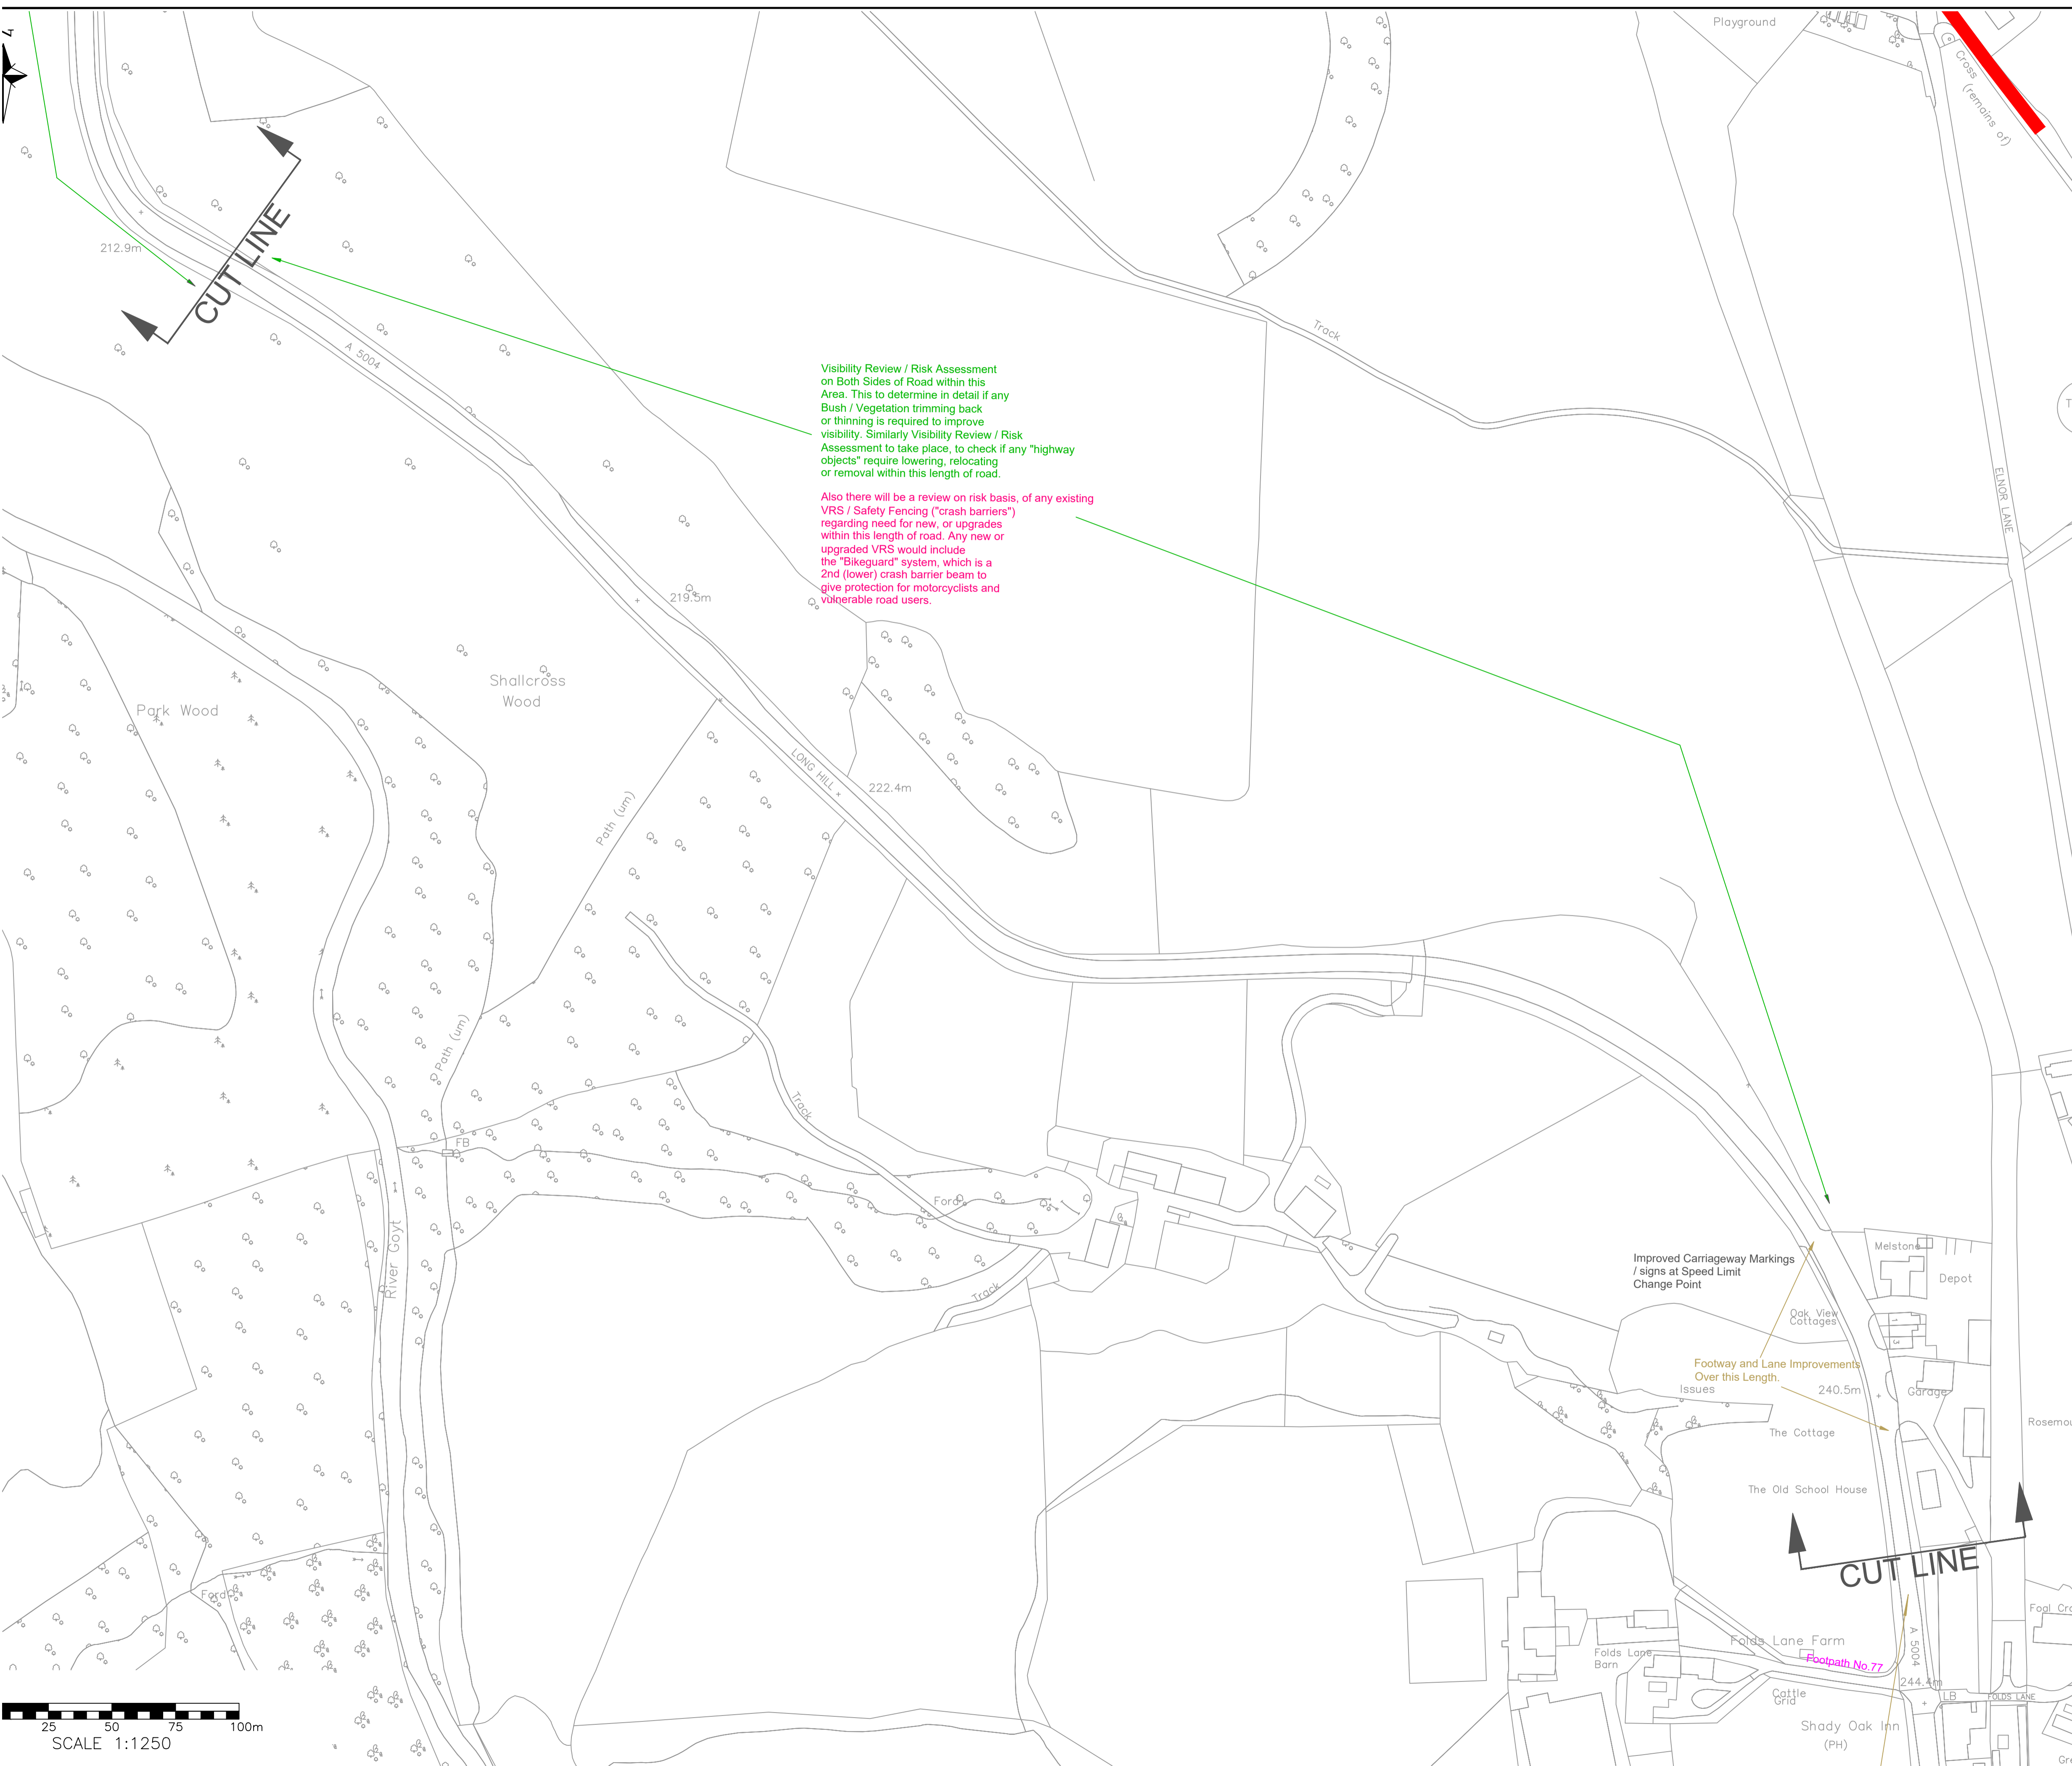 Playground
Cross
(remains of)
212.9m
CUT LINE
A 5004
Track
Visibility Review / Risk Assessment
on Both Sides of Road within this
Area. This to determine in detail if any
Bush / Vegetation trimming back
or thinning is required to improve
visibility. Similarly Visibility Review / Risk
Assessment to take place, to check if any "highway
objects" require lowering, relocating
or removal within this length of road.
Also there will be a review on risk basis, of any existing
VRS / Safety Fencing ("crash barriers")
regarding need for new, or upgrades
within this length of road. Any new or
upgraded VRS would include
the "Bikeguard" system, which is a
2nd (lower) crash barrier beam to
give protection for motorcyclists and
vulnerable road users.
ELNOR LANE
219.5m
Shallcross
Wood
Park Wood
LONG HILL
222.4m
Path (um)
Path (um)
Track
FB
Ford
River Goyt
Track
Improved Carriageway Markings
/ signs at Speed Limit
Change Point
Melstone
Depot
Oak View
Cottages
1
3
Footway and Lane Improvements
Over this Length.
Issues
240.5m
Garage
The Cottage
The Old School House
CUT LINE
Ford
Folds Lane Farm
Folds Lane
Barn
Footpath No.77
A 5004
244.4m
Cattle
Grid
LB
FOLDS LANE
Shady Oak Inn
(PH)
25 50 75 100m
SCALE 1:1250